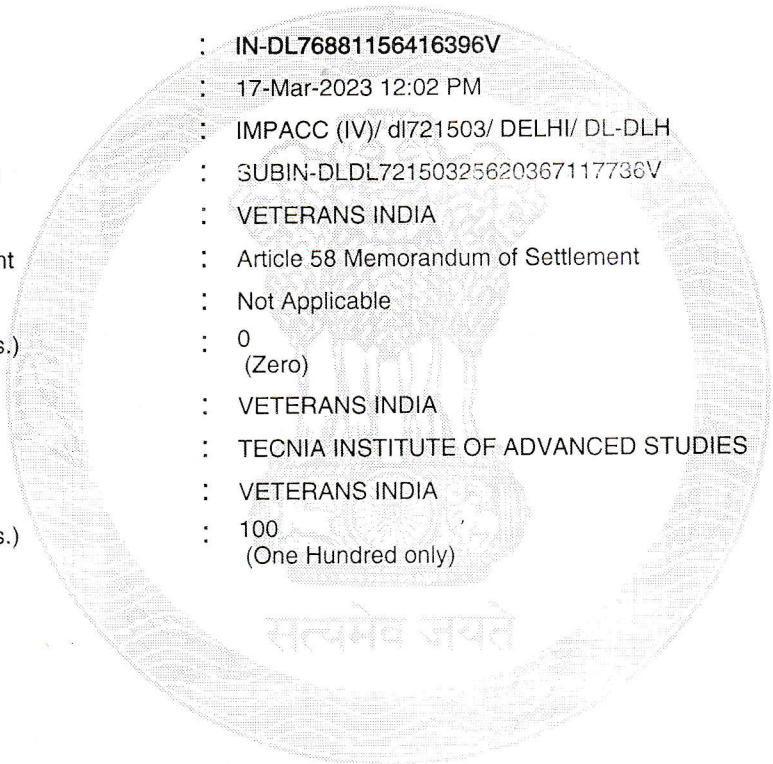 : IN-DL76881156416396V
: 17-Mar-2023 12:02 PM
: IMPACC (IV)/ dl721503/ DELHI/ DL-DLH
: SUBIN-DLDL72150325620367117736V
: VETERANS INDIA
nt : Article 58 Memorandum of Settlement
: Not Applicable
s.) : 0
(Zero)
: VETERANS INDIA
: TECNIA INSTITUTE OF ADVANCED STUDIES
: VETERANS INDIA
s.) : 100
(One Hundred only)
सत्यमेव जयते